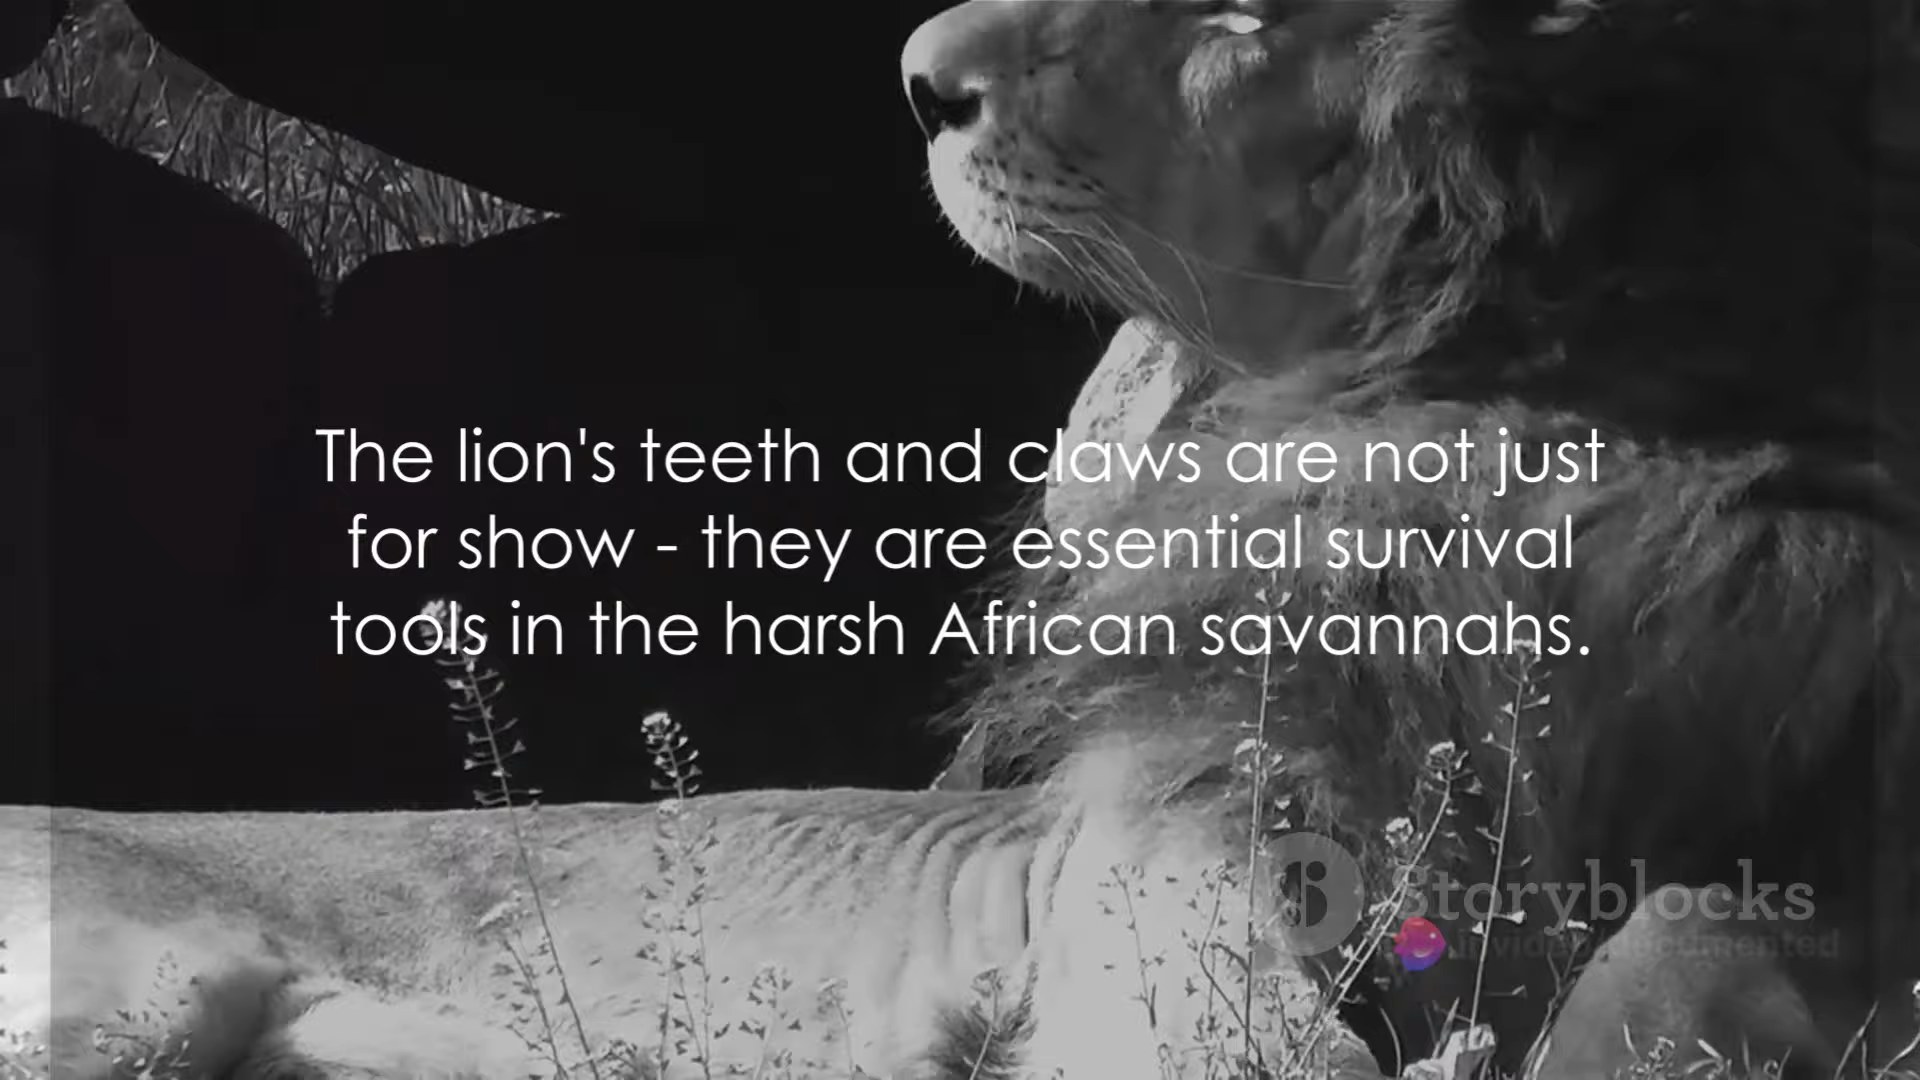 The lion's teeth and claws are not just
for show - they are essential survival
tools in the harsh African savannahs.
Storyblocks